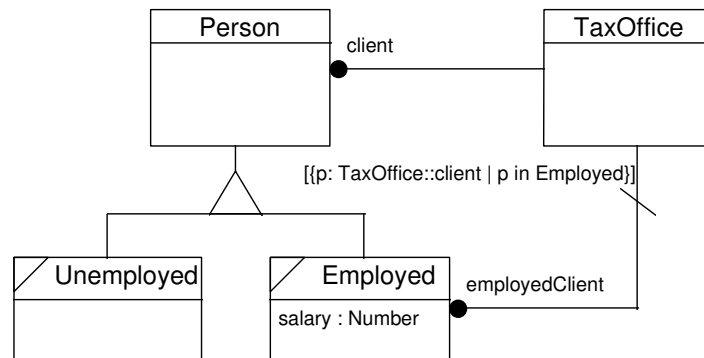 Person
TaxOffice
client
[{p: TaxOffice::client | p in Employed}]
Unemployed
Employed
employedClient
salary : Number